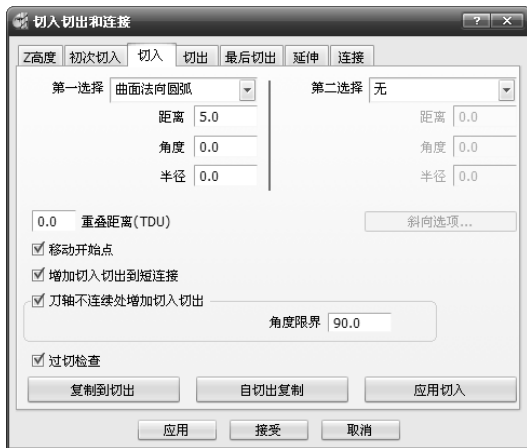 切入切出和连接
Z高度 初次切入 切入 切出 最后切出 延伸 连接
第一选择 曲面法向圆弧 第二选择 无
距离 5.0 距离 0.0
角度 0.0 角度 0.0
半径 0.0 半径 0.0
0.0 重叠距离(TDU) 斜向选项...
移动开始点
增加切入切出到短连接
刀轴不连续处增加切入切出
角度限界 90.0
过切检查
复制到切出 自切出复制 应用切入
应用 接受 取消